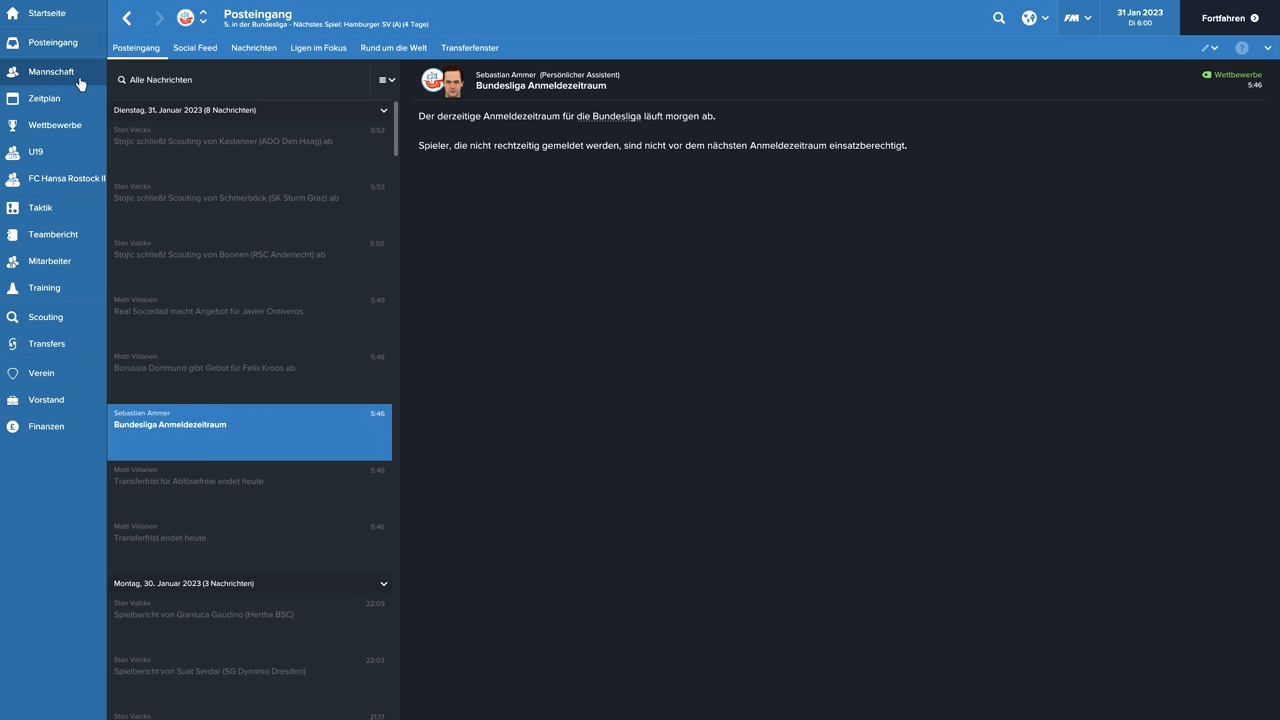 Startseite
Posteingang
Mannschaft
Zeitplan
Wettbewerbe
U19
FC Hansa Rostock II
Taktik
Teambericht
Mitarbeiter
Training
Scouting
Transfers
Verein
Vorstand
Finanzen
Posteingang
5. in der Bundesliga - Nächstes Spiel: Hamburger SV (A) (4 Tage)
FM
31 Jan 2023
Di 6:00
Fortfahren
Posteingang Social Feed Nachrichten Ligen im Fokus Rund um die Welt Transferfenster
Alle Nachrichten
Dienstag, 31. Januar 2023 (8 Nachrichten)
Stan Valckx 5:53
Stojic schließt Scouting von Kastaneer (ADO Den Haag) ab
Stan Valckx 5:53
Stojic schließt Scouting von Schmerböck (SK Sturm Graz) ab
Stan Valckx 5:50
Stojic schließt Scouting von Boonen (RSC Anderlecht) ab
Matti Viitanen 5:49
Real Sociedad macht Angebot für Javier Ontiveros
Matti Viitanen 5:46
Borussia Dortmund gibt Gebot für Felix Kroos ab
Sebastian Ammer 5:46
Bundesliga Anmeldezeitraum
Matti Viitanen 5:46
Transferfrist für Ablösefreie endet heute
Matti Viitanen 5:46
Transferfrist endet heute
Montag, 30. Januar 2023 (3 Nachrichten)
Stan Valckx 22:09
Spielbericht von Gianluca Gaudino (Hertha BSC)
Stan Valckx 22:03
Spielbericht von Suat Serdar (SG Dynamo Dresden)
Stan Valckx 21:17
Sebastian Ammer (Persönlicher Assistent)
Bundesliga Anmeldezeitraum
Wettbewerbe
5:46
Der derzeitige Anmeldezeitraum für die Bundesliga läuft morgen ab.
Spieler, die nicht rechtzeitig gemeldet werden, sind nicht vor dem nächsten Anmeldezeitraum einsatzberechtigt.